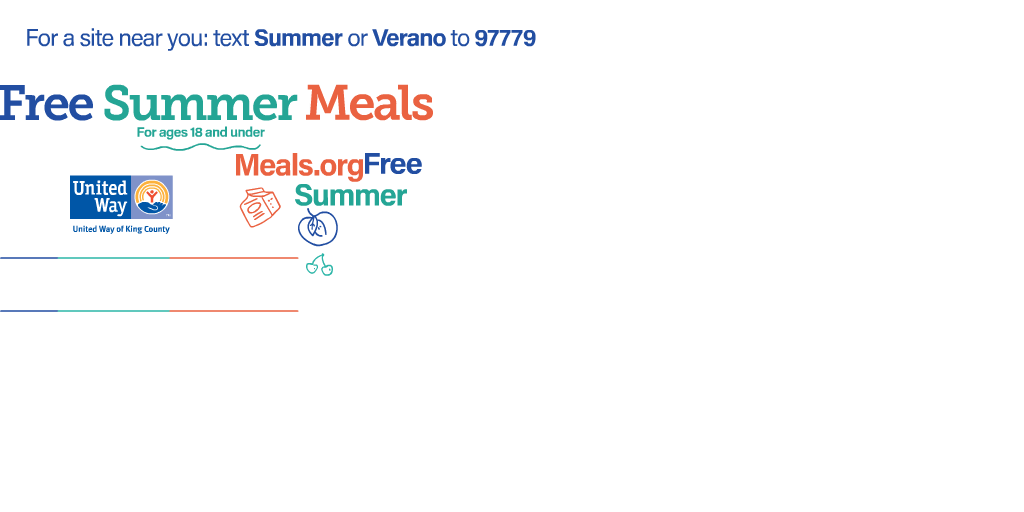 For a site near you: text Summer or Verano to 97779
Free Summer Meals
For ages 18 and under
Meals.orgFree
Summer
United
Way
United Way of King County